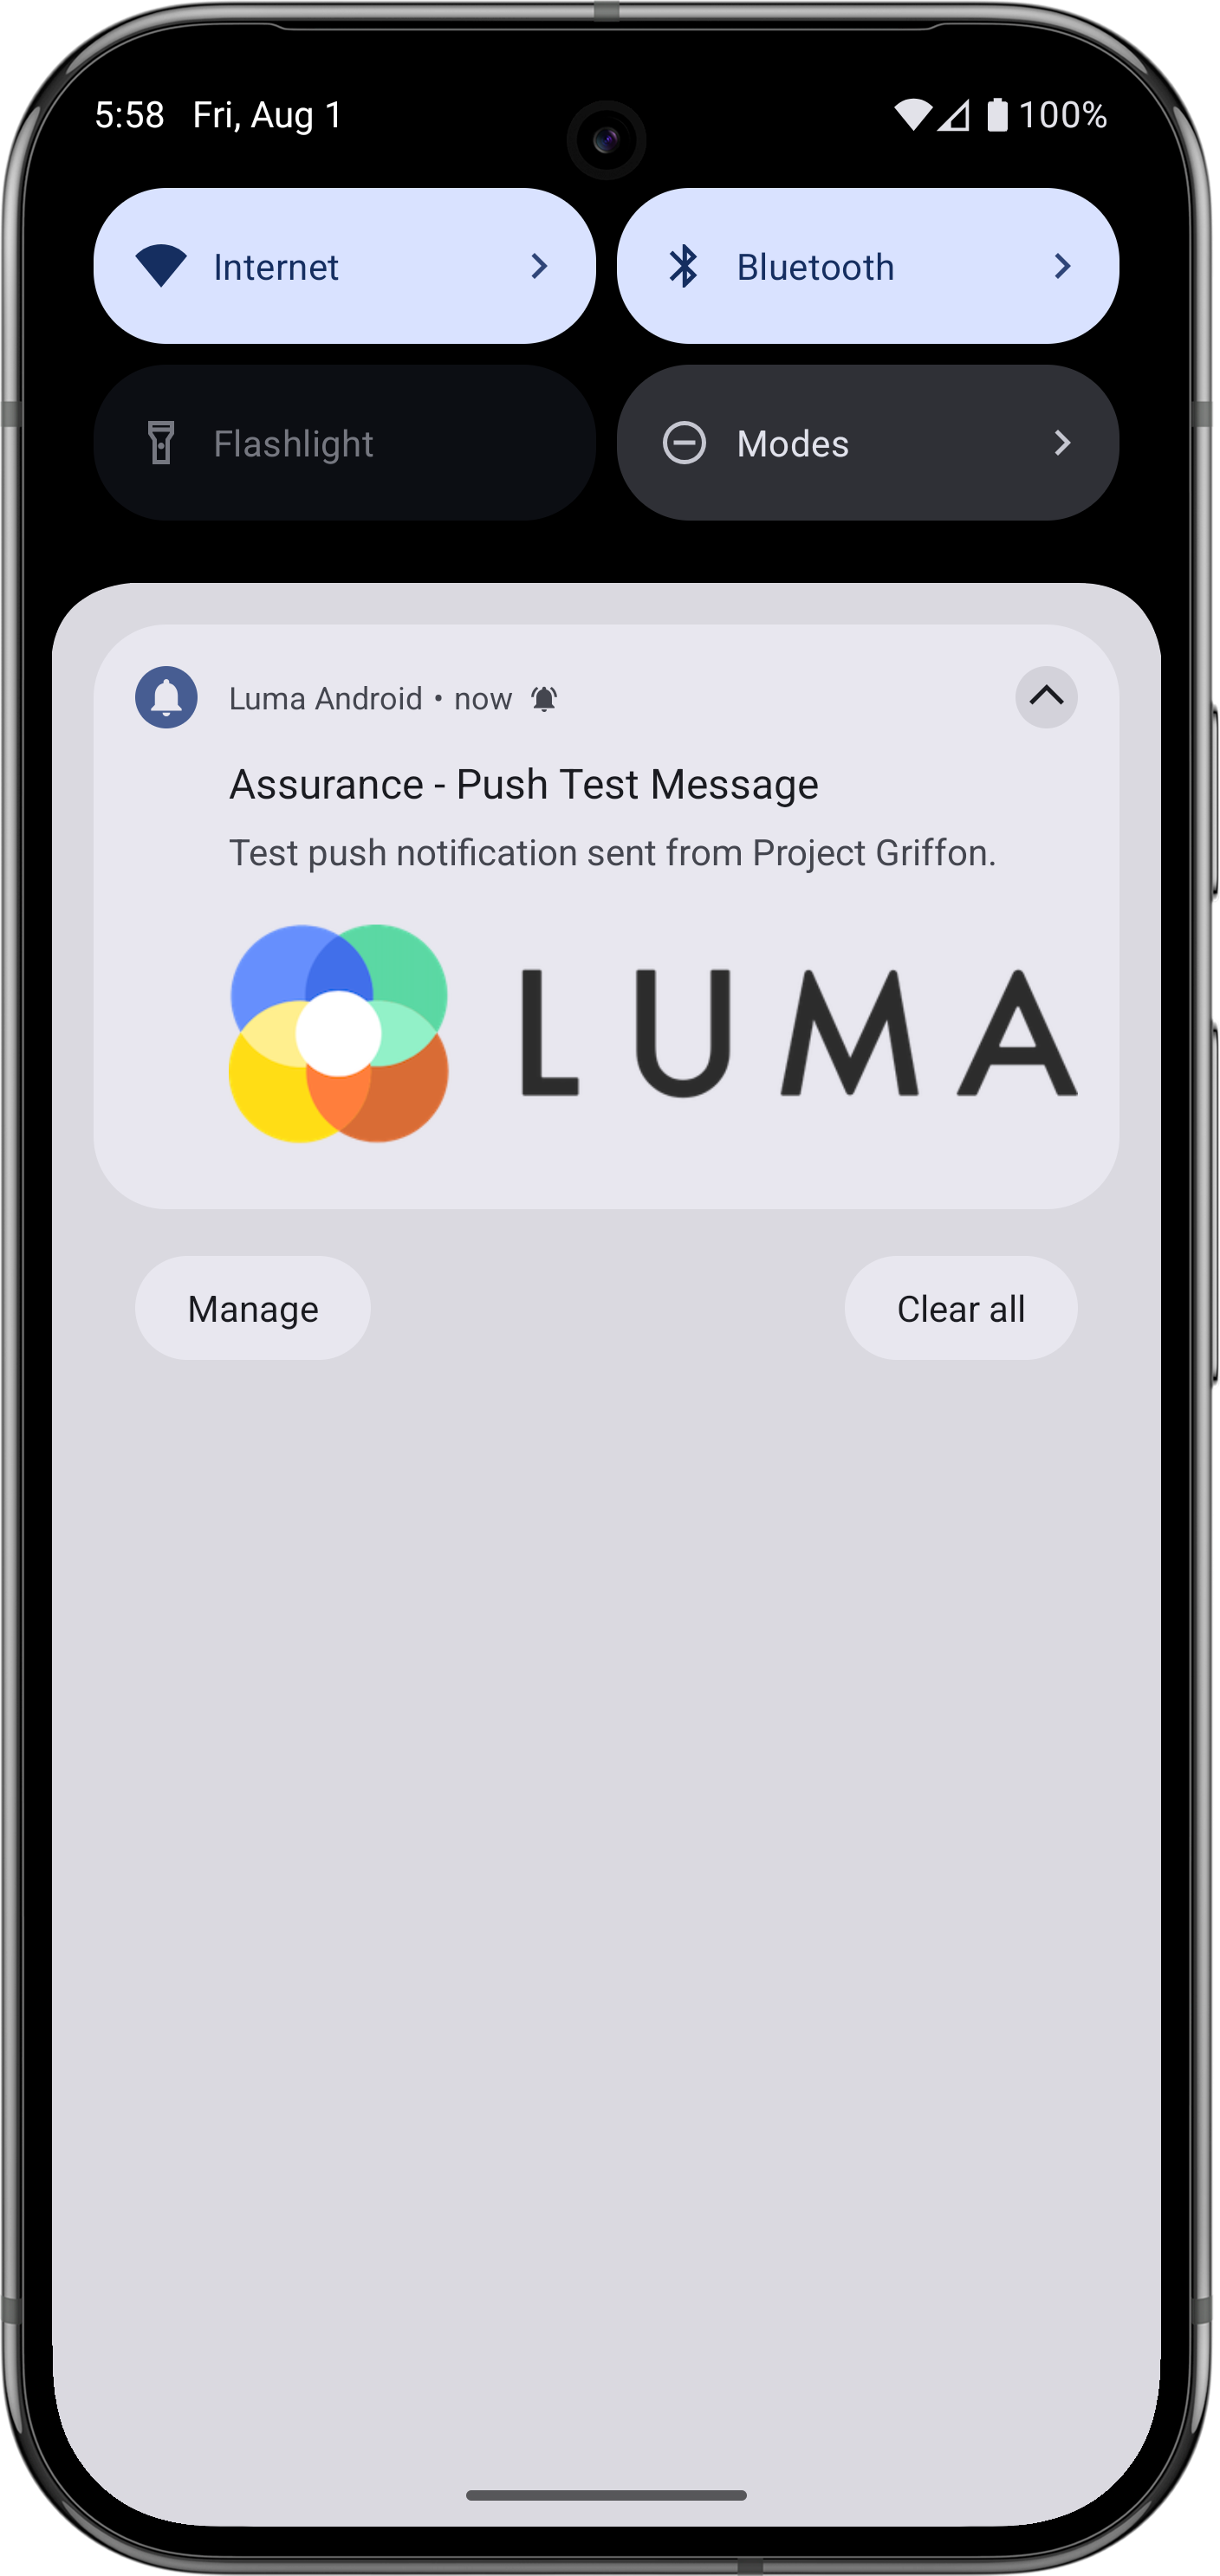 5:58 Fri, Aug 1 100%
Internet Bluetooth
Flashlight Modes
Luma Android • now
Assurance - Push Test Message
Test push notification sent from Project Griffon.
LUMA
Manage Clear all